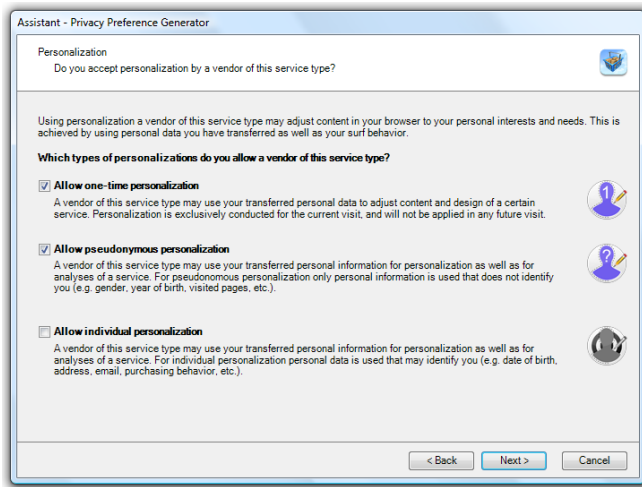 Assistant - Privacy Preference Generator
Personalization
Do you accept personalization by a vendor of this service type?
Using personalization a vendor of this service type may adjust content in your browser to your personal interests and needs. This is
achieved by using personal data you have transferred as well as your surf behavior.
Which types of personalizations do you allow a vendor of this service type?
Allow one-time personalization
A vendor of this service type may use your transferred personal data to adjust content and design of a certain
service. Personalization is exclusively conducted for the current visit, and will not be applied in any future visit.
1
Allow pseudonymous personalization
A vendor of this service type may use your transferred personal information for personalization as well as for
analyses of a service. For pseudonomous personalization only personal information is used that does not identify
you (e.g. gender, year of birth, visited pages, etc.).
?
Allow individual personalization
A vendor of this service type may use your transferred personal information for personalization as well as for
analyses of a service. For individual personalization personal data is used that may identify you (e.g. date of birth,
address, email, purchasing behavior, etc.).
< Back
Next >
Cancel